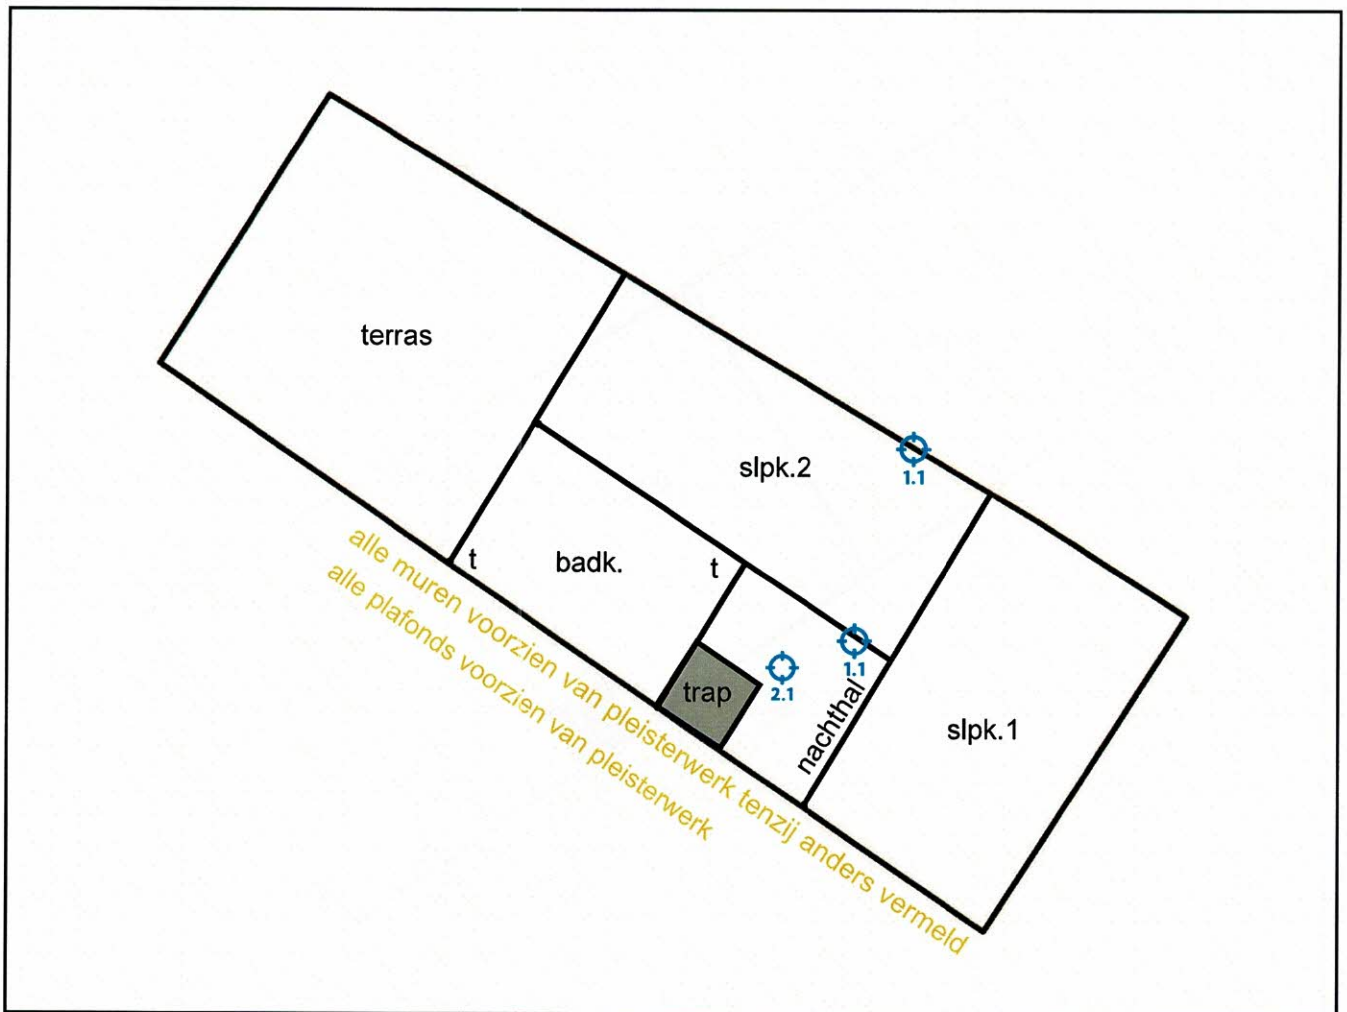 terras
slpk.2
1.1
t
badk.
t
1.1
trap
2.1
nachthal
slpk.1
alle muren voorzien van pleisterwerk tenzij anders vermeld
alle plafonds voorzien van pleisterwerk